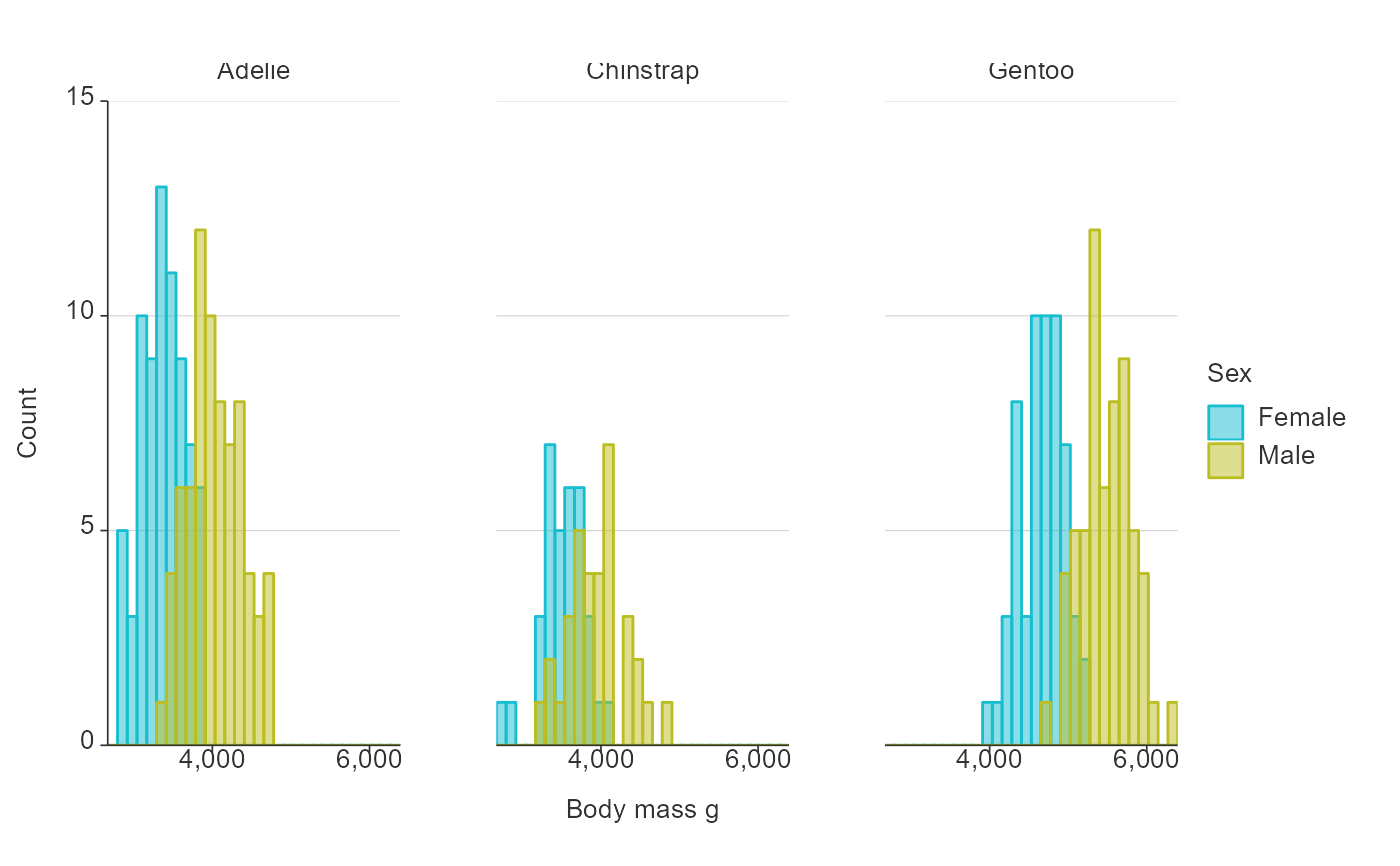 Adelie
Chinstrap
Gentoo
15
10
5
0
Count
4,000
6,000
4,000
6,000
4,000
6,000
Body mass g
Sex
Female
Male